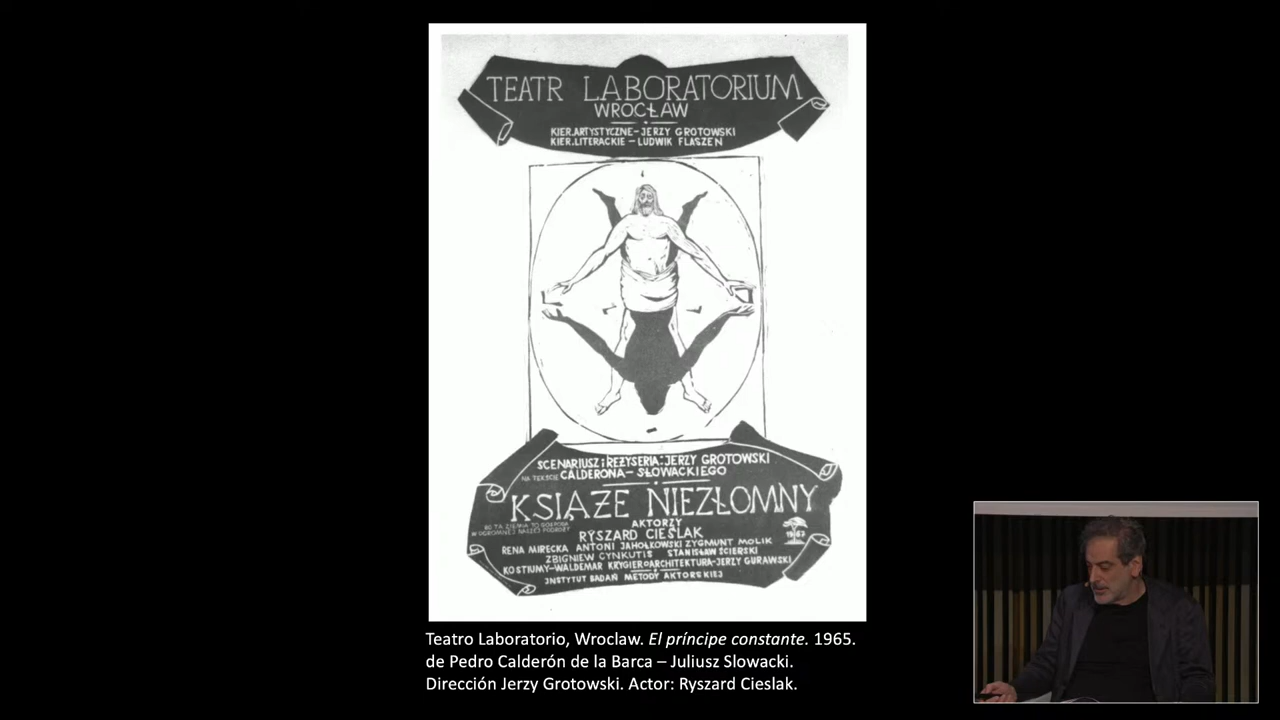 TEATR LABORATORIUM
WROCŁAW
KIER.ARTYSTYCZNE-JERZY GROTOWSKI
KIER.LITERACKIE - LUDWIK FLASZEN
SCENARIUSZ i REŻYSERIA: JERZY GROTOWSKI
NA TEKŚCIE CALDERONA-SŁOWACKIEGO
KSIĄŻE NIEZŁOMNY
AKTORZY
RYSZARD CIEŚLAK
RENA MIRECKA ANTONI JAHOŁKOWSKI ZYGMUNT MOLIK
ZBIGNIEW CYNKUTIS STANISŁAW ŚCIERSKI
KOSTIUMY-WALDEMAR KRYGIER ARCHITEKTURA-JERZY GURAWSKI
INSTYTUT BADAŃ METODY AKTORSKIEJ
1967
Teatro Laboratorio, Wroclaw. El príncipe constante. 1965.
de Pedro Calderón de la Barca – Juliusz Slowacki.
Dirección Jerzy Grotowski. Actor: Ryszard Cieslak.